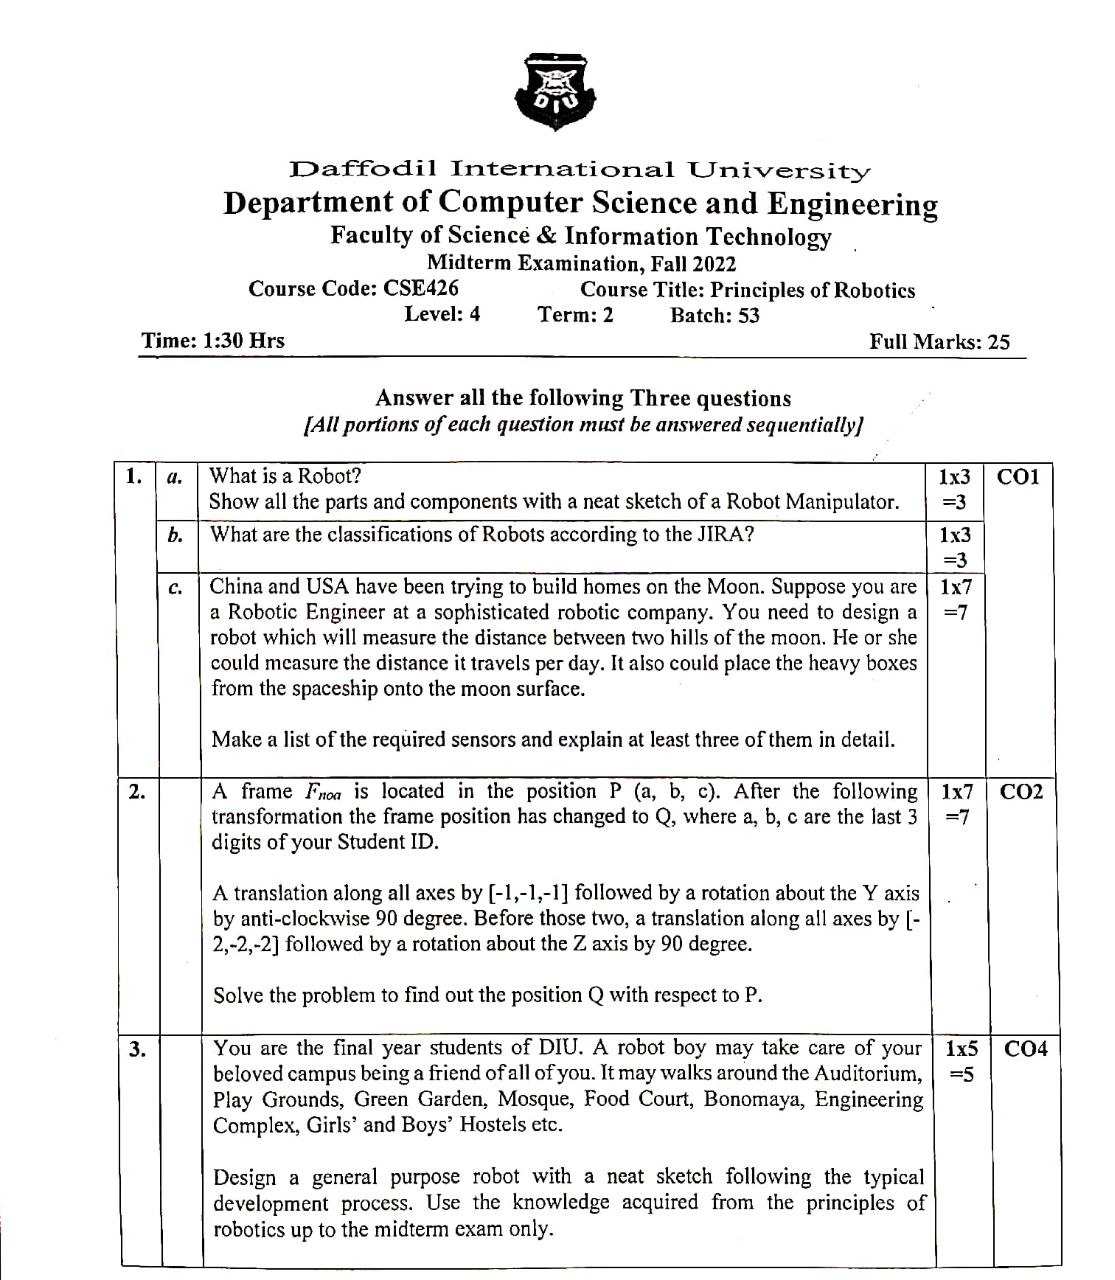 DIU
Daffodil International University
Department of Computer Science and Engineering
Faculty of Science & Information Technology
Midterm Examination, Fall 2022
Course Code: CSE426 Course Title: Principles of Robotics
Level: 4 Term: 2 Batch: 53
Time: 1:30 Hrs Full Marks: 25
Answer all the following Three questions
[All portions of each question must be answered sequentially]
1. a. What is a Robot? 1x3 CO1
Show all the parts and components with a neat sketch of a Robot Manipulator. =3
b. What are the classifications of Robots according to the JIRA? 1x3
=3
c. China and USA have been trying to build homes on the Moon. Suppose you are 1x7
a Robotic Engineer at a sophisticated robotic company. You need to design a =7
robot which will measure the distance between two hills of the moon. He or she
could measure the distance it travels per day. It also could place the heavy boxes
from the spaceship onto the moon surface.
Make a list of the required sensors and explain at least three of them in detail.
2. A frame Fnoa is located in the position P (a, b, c). After the following 1x7 CO2
transformation the frame position has changed to Q, where a, b, c are the last 3 =7
digits of your Student ID.
A translation along all axes by [-1,-1,-1] followed by a rotation about the Y axis
by anti-clockwise 90 degree. Before those two, a translation along all axes by [-
2,-2,-2] followed by a rotation about the Z axis by 90 degree.
Solve the problem to find out the position Q with respect to P.
3. You are the final year students of DIU. A robot boy may take care of your 1x5 CO4
beloved campus being a friend of all of you. It may walks around the Auditorium, =5
Play Grounds, Green Garden, Mosque, Food Court, Bonomaya, Engineering
Complex, Girls' and Boys' Hostels etc.
Design a general purpose robot with a neat sketch following the typical
development process. Use the knowledge acquired from the principles of
robotics up to the midterm exam only.